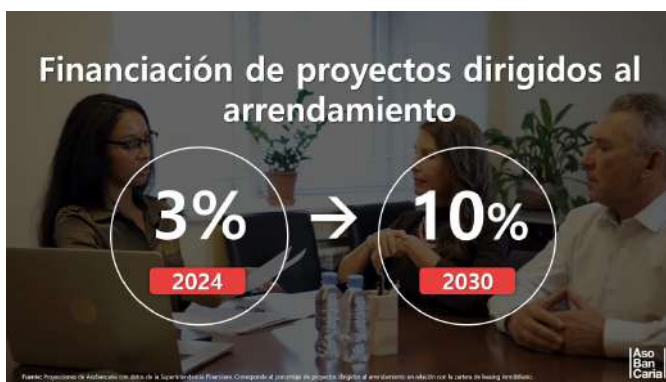 Financiación de proyectos dirigidos al
arrendamiento
3% → 10%
2024 2030
Fuente: Proyecciones de Asobancaria con datos de la Superintendencia Financiera. Corresponde al porcentaje de proyectos dirigidos al arrendamiento en relación con la cartera de leasing inmobiliario.
Aso
Ban
Caria